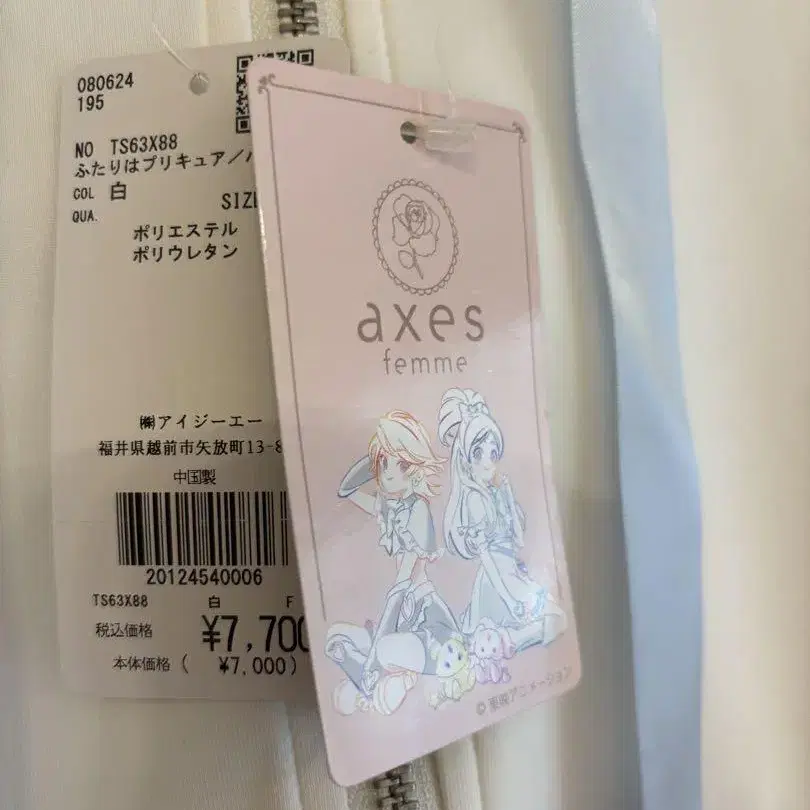 080624
195
NO TS63X88
ふたりはプリキュア/
COL 白
SIZ
QUA.
ポリエステル
ポリウレタン
㈱アイジーエー
福井県越前市矢放町13-8
中国製
20124540006
TS63X88 白 F
税込価格 ¥7,700
本体価格( ¥7,000)
axes
femme
©東映アニメーション